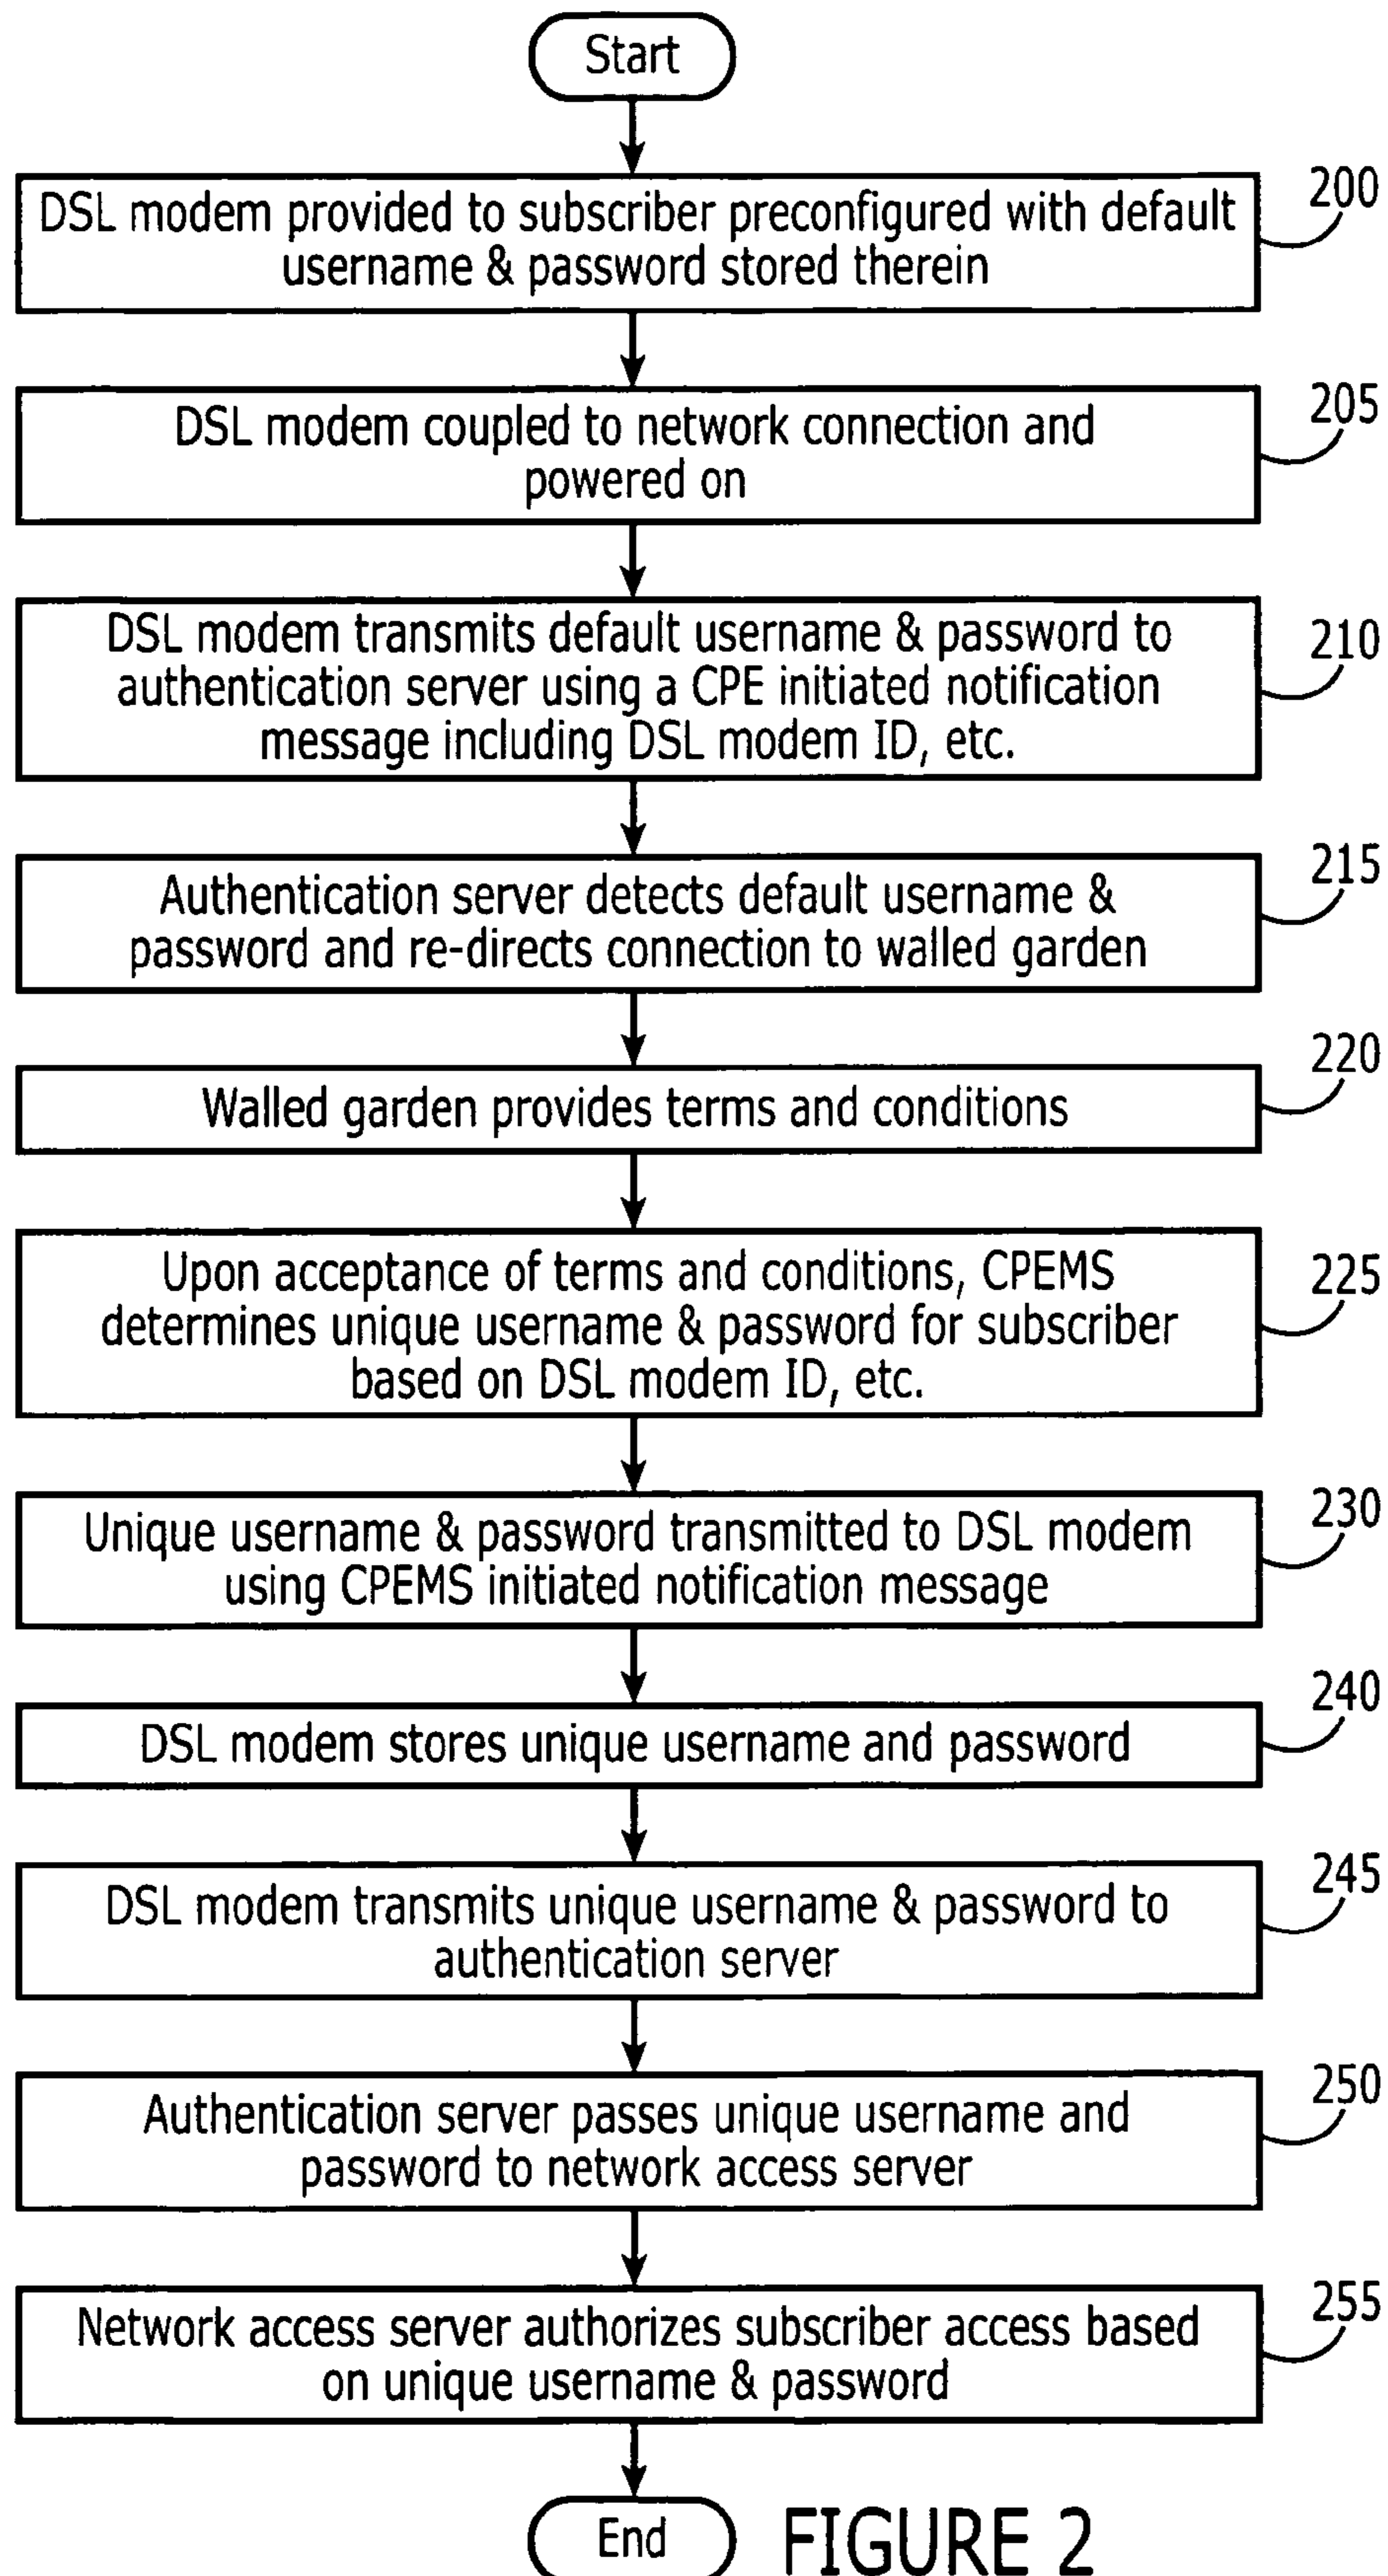 Start
200
DSL modem provided to subscriber preconfigured with default
username & password stored therein
205
DSL modem coupled to network connection and
powered on
210
DSL modem transmits default username & password to
authentication server using a CPE initiated notification
message including DSL modem ID, etc.
215
Authentication server detects default username &
password and re-directs connection to walled garden
220
Walled garden provides terms and conditions
225
Upon acceptance of terms and conditions, CPEMS
determines unique username & password for subscriber
based on DSL modem ID, etc.
230
Unique username & password transmitted to DSL modem
using CPEMS initiated notification message
240
DSL modem stores unique username and password
245
DSL modem transmits unique username & password to
authentication server
250
Authentication server passes unique username and
password to network access server
255
Network access server authorizes subscriber access based
on unique username & password
End
FIGURE 2